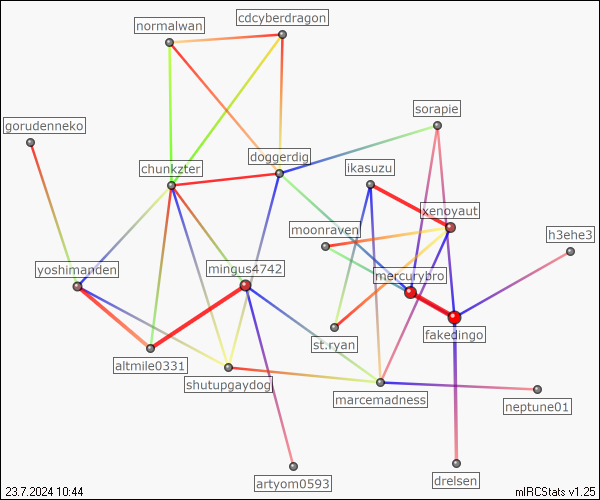 cdcyberdragon
normalwan
sorapie
gorudenneko
doggerdig
chunkzter
ikasuzu
xenoyaut
moonraven
h3ehe3
yoshimanden
mingus4742
mercurybro
fakedingo
st.ryan
altmile0331
shutupgaydog
marcemadness
neptune01
artyom0593
drelsen
23.7.2024 10:44
mIRCStats v1.25